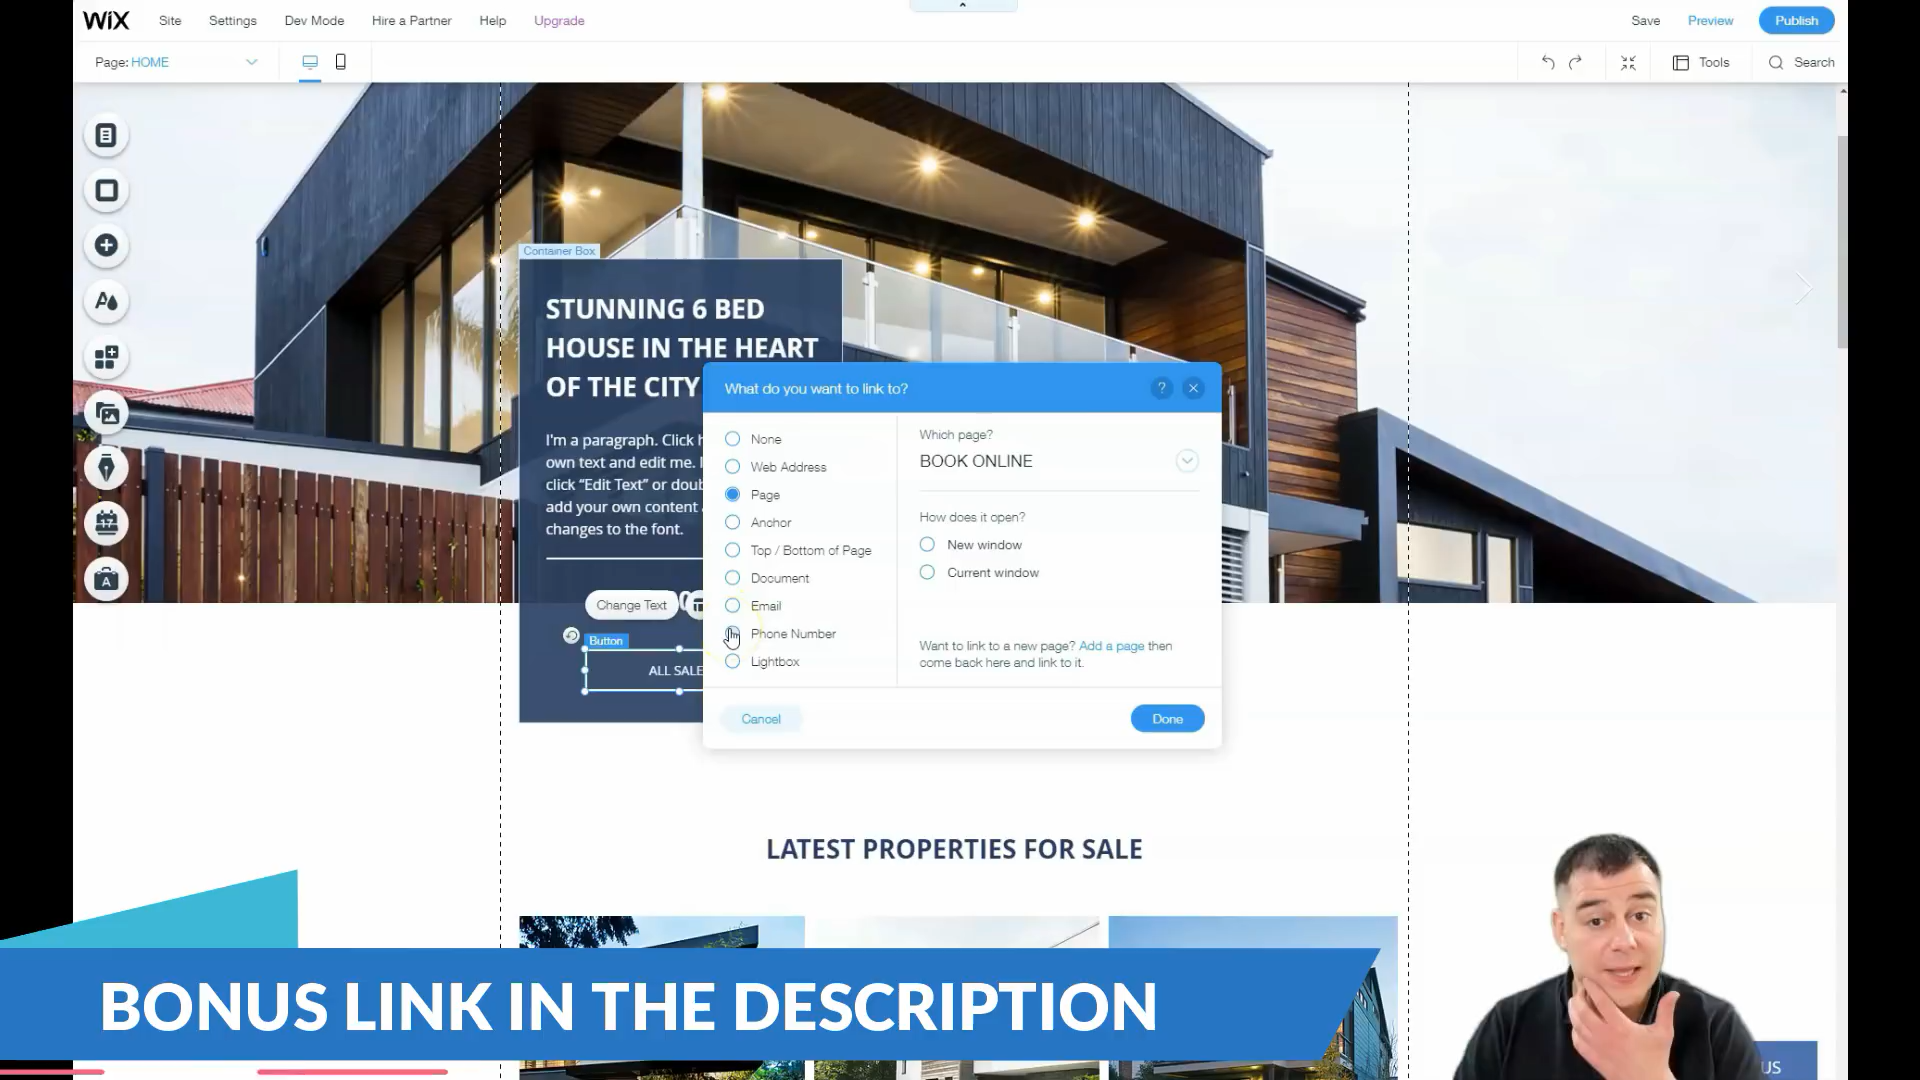 WiX
Site
Settings
Dev Mode
Hire a Partner
Help
Upgrade
Save
Preview
Publish
Page: HOME
Tools
Search
Container Box
STUNNING 6 BED
HOUSE IN THE HEART
OF THE CITY
I'm a paragraph. Click
own text and edit me.
click “Edit Text” or
add your own content
changes to the font.
Change Text
Button
ALL SALE
What do you want to link to?
?
None
Web Address
Page
Anchor
Top / Bottom of Page
Document
Email
Phone Number
Lightbox
Which page?
BOOK ONLINE
How does it open?
New window
Current window
Want to link to a new page? Add a page then
come back here and link to it.
Cancel
Done
17
A
LATEST PROPERTIES FOR SALE
BONUS LINK IN THE DESCRIPTION
US